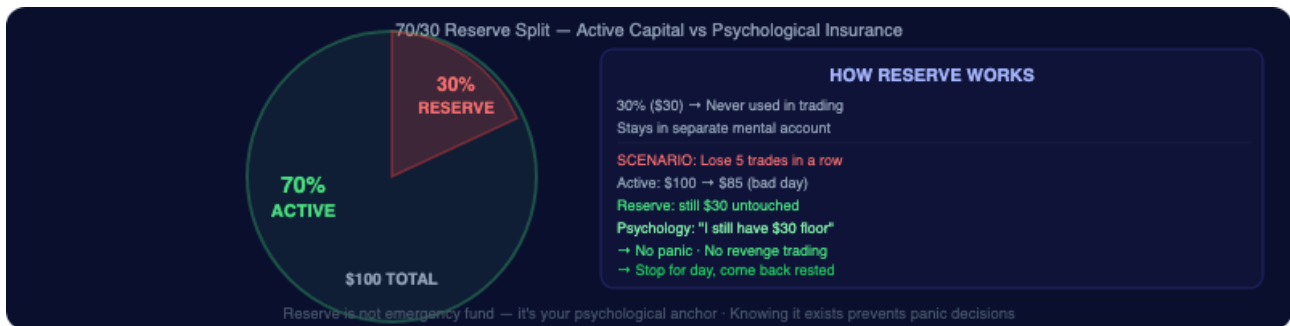 70/30 Reserve Split — Active Capital vs Psychological Insurance
30%
RESERVE
70%
ACTIVE
$100 TOTAL
HOW RESERVE WORKS
30% ($30) → Never used in trading
Stays in separate mental account
SCENARIO: Lose 5 trades in a row
Active: $100 → $85 (bad day)
Reserve: still $30 untouched
Psychology: "I still have $30 floor"
→ No panic · No revenge trading
→ Stop for day, come back rested
Reserve is not emergency fund — it's your psychological anchor · Knowing it exists prevents panic decisions